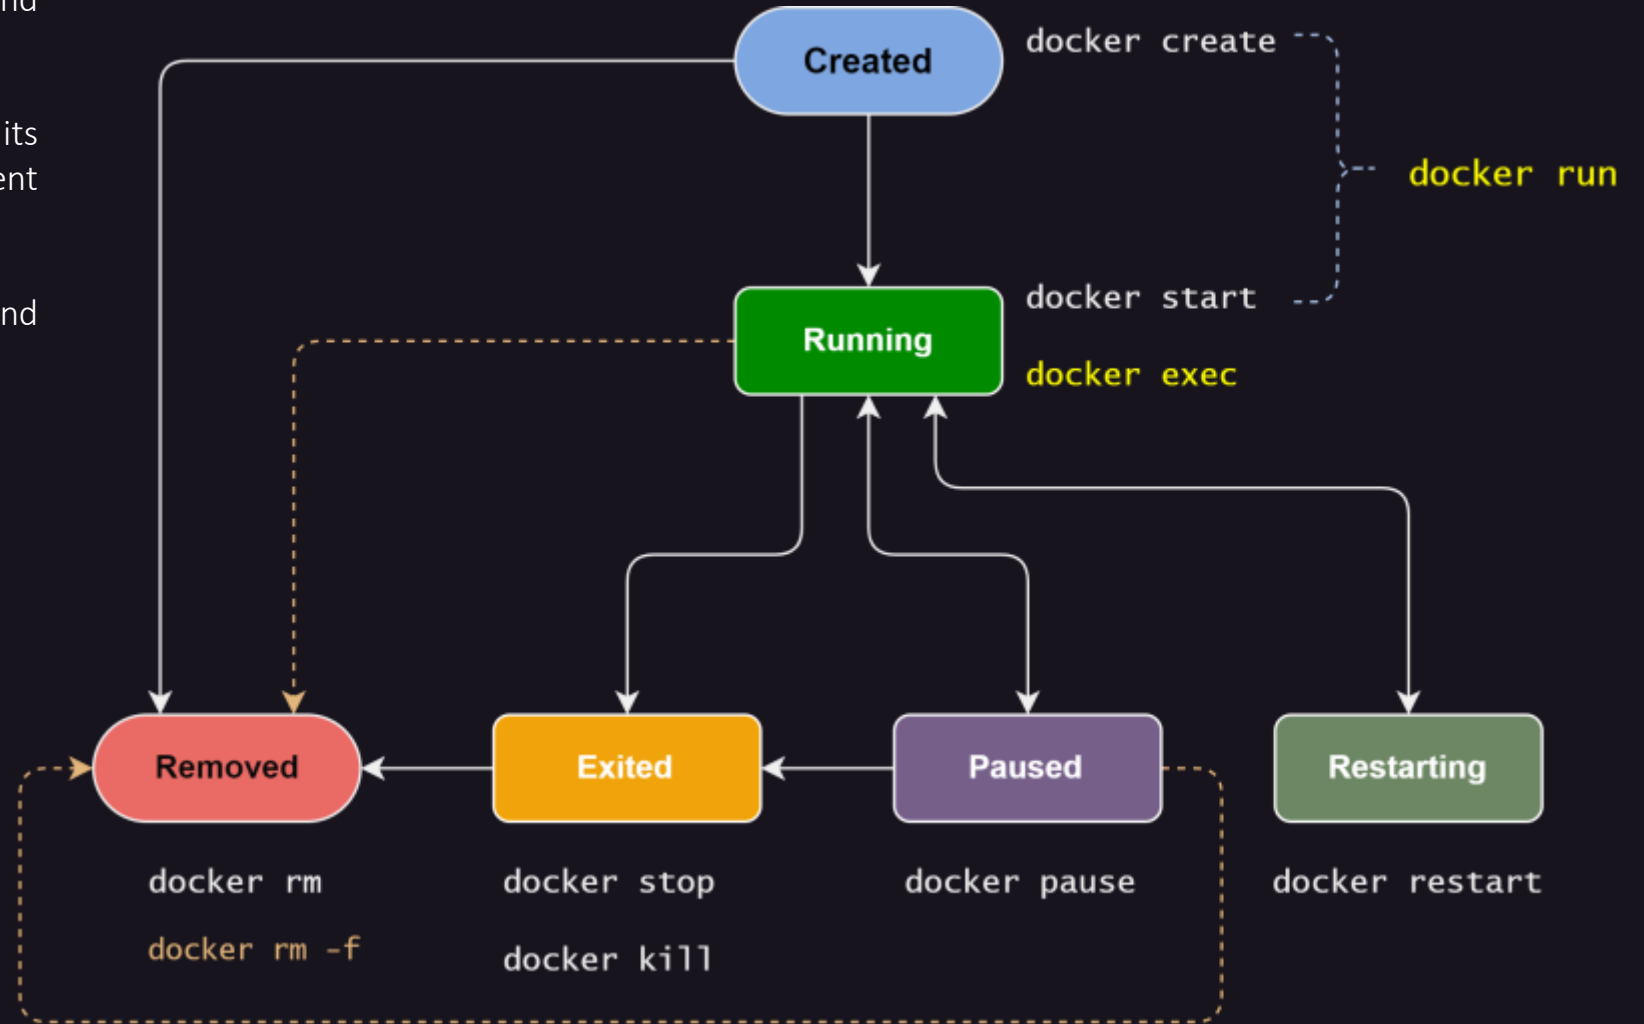 Created
docker create
its
docker run
docker start
Running
docker exec
Removed
Exited
Paused
Restarting
docker rm
docker stop
docker pause
docker restart
docker rm -f
docker kill